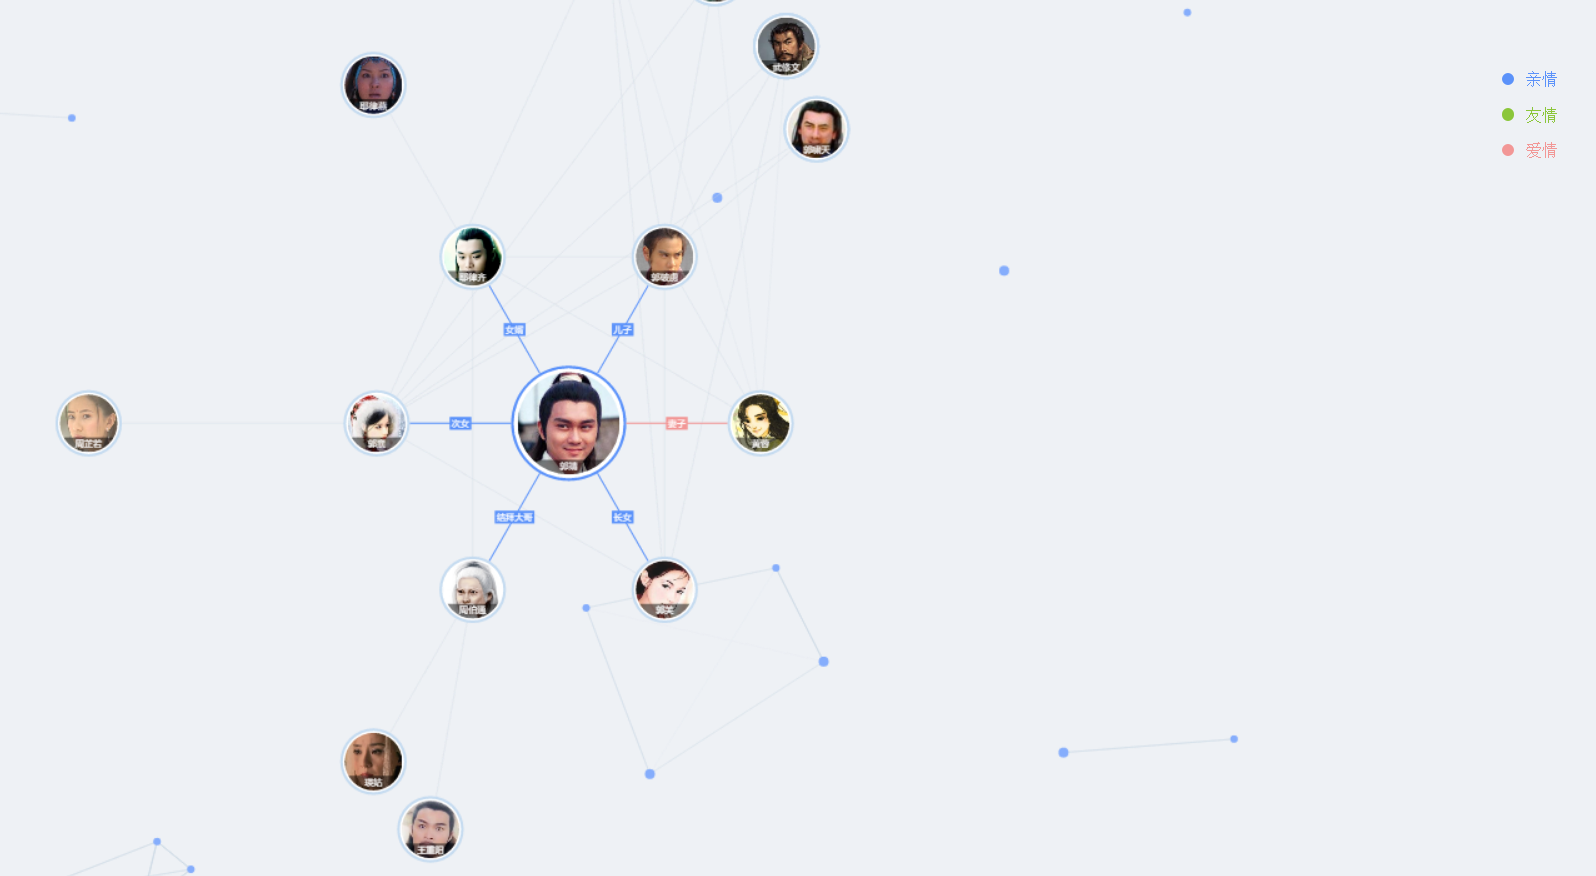 武修文
亲情
耶律燕
友情
郭啸天
爱情
耶律齐
郭破虏
女婿
儿子
周芷若
郭襄
次女
郭靖
妻子
黄蓉
结拜大哥
长女
周伯通
郭芙
瑛姑
王重阳